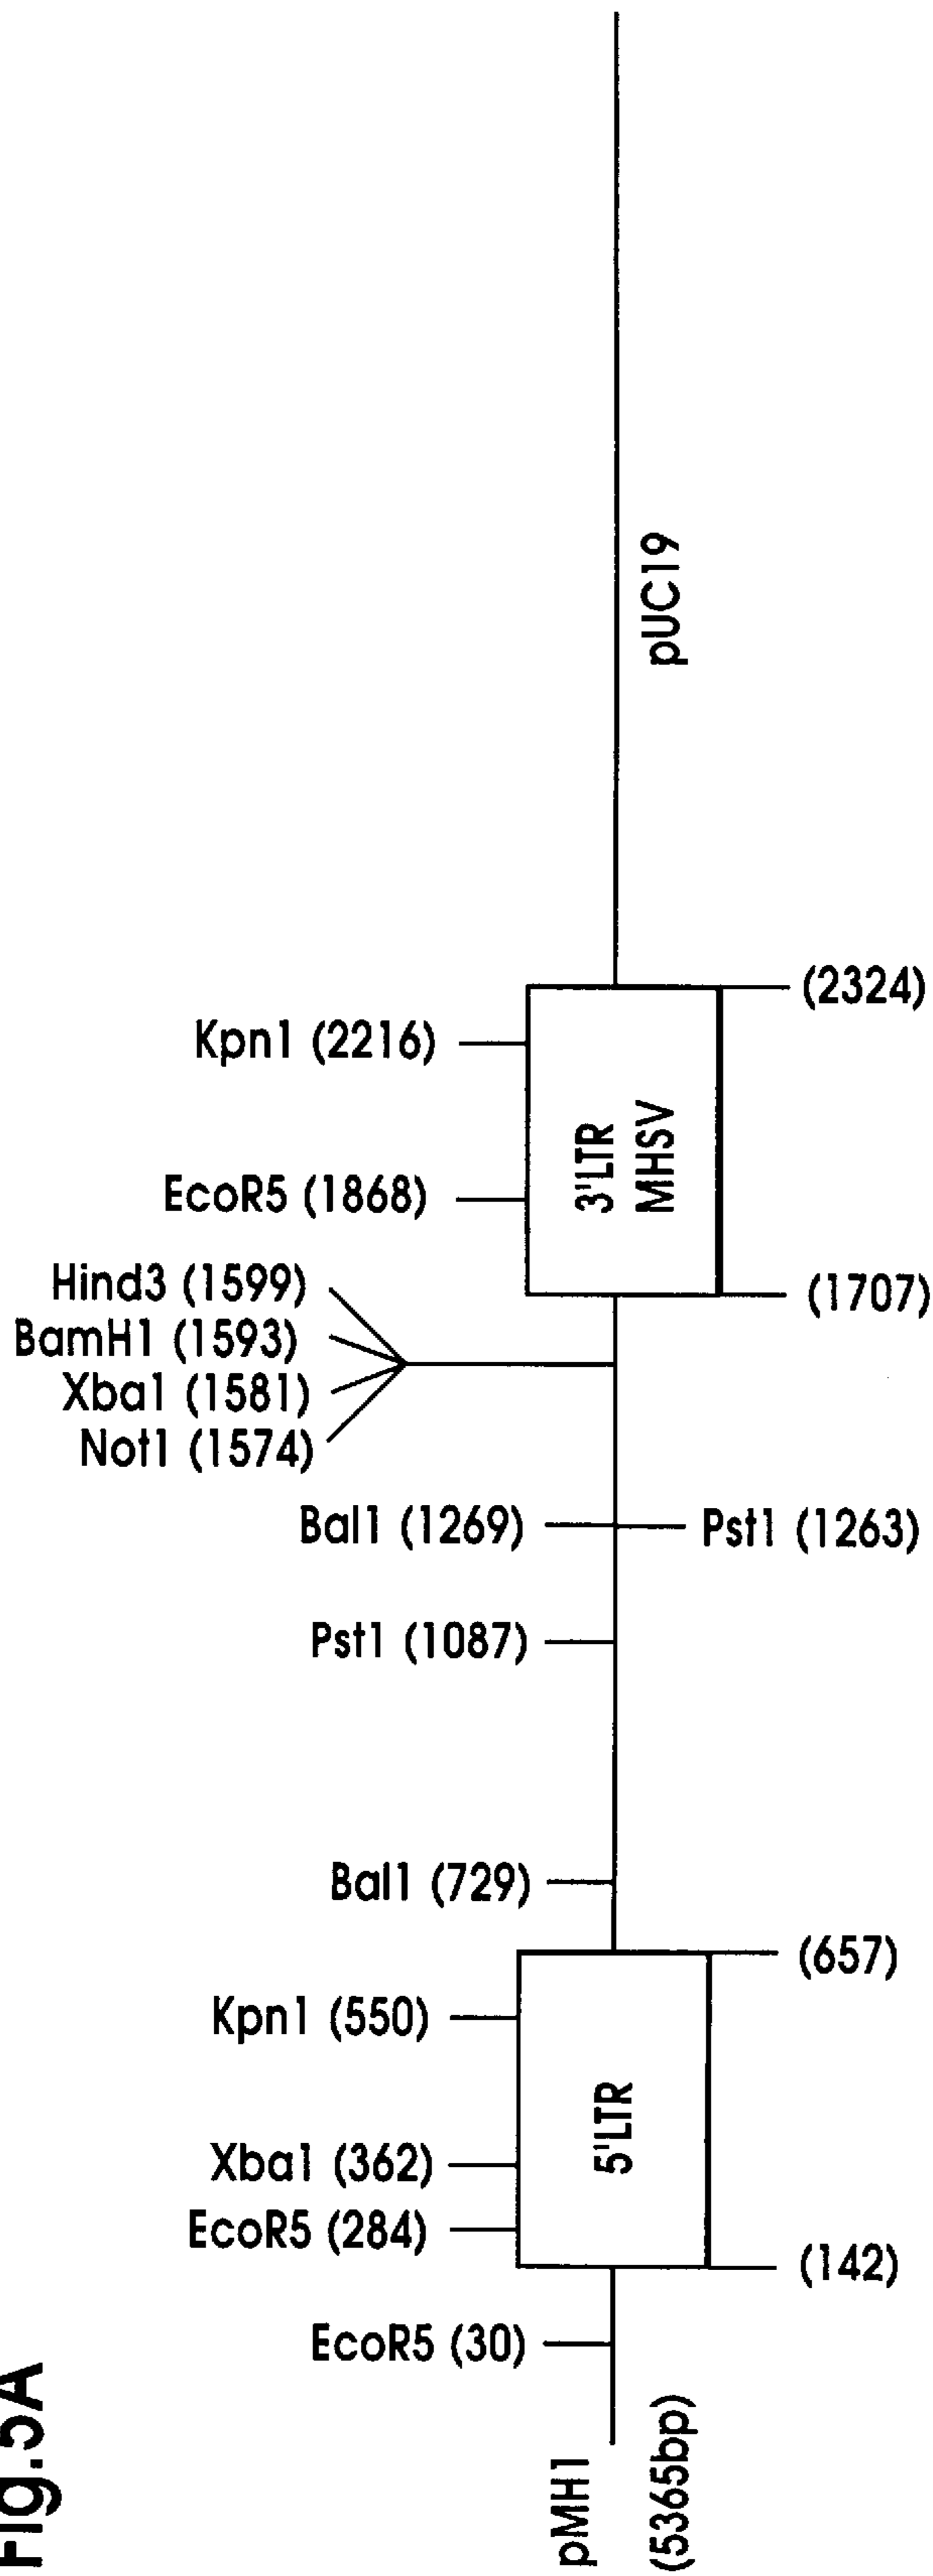 Fig.5A
Kpn1 (2216)
EcoR5 (1868)
Hind3 (1599)
BamH1 (1593)
Xba1 (1581)
Not1 (1574)
Bal1 (1269)
Pst1 (1263)
Pst1 (1087)
Bal1 (729)
Kpn1 (550)
Xba1 (362)
EcoR5 (284)
EcoR5 (30)
pUC19
(2324)
3'LTR
MHSV
(1707)
(657)
5'LTR
(142)
pMH1
(5365bp)